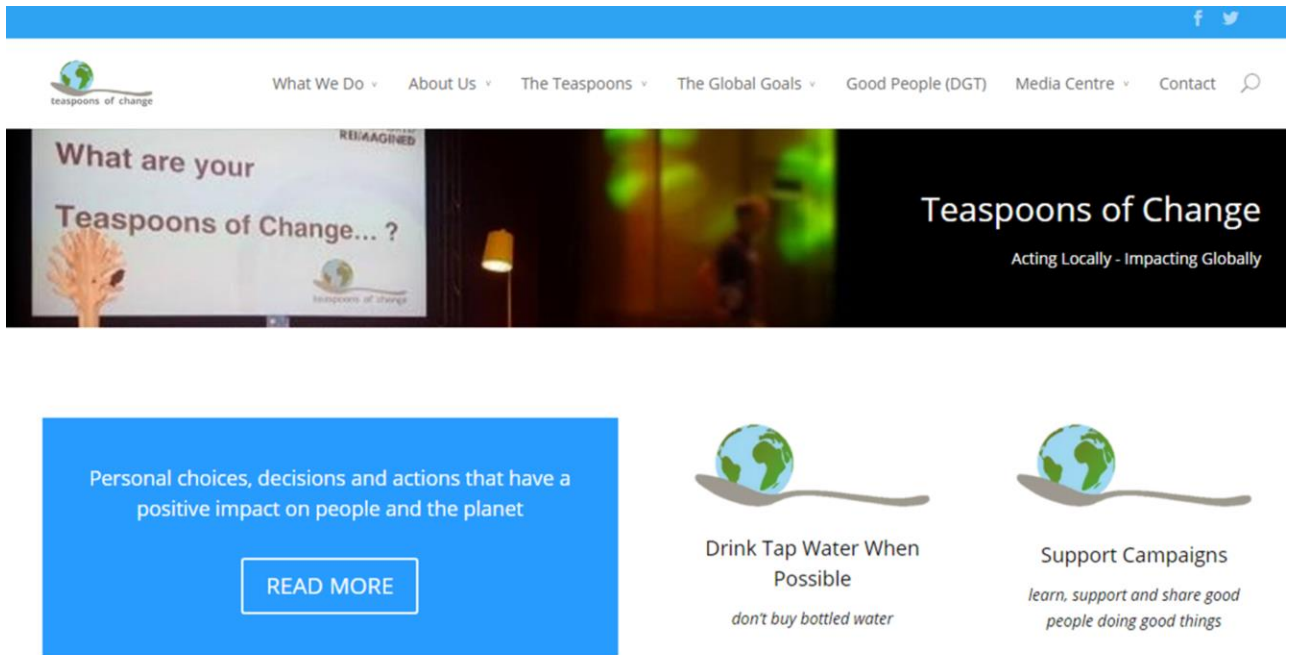 teaspoons of change
What We Do
About Us
The Teaspoons
The Global Goals
Good People (DGT)
Media Centre
Contact
REIMAGINED
What are your
Teaspoons of Change... ?
teaspoons of change
Teaspoons of Change
Acting Locally - Impacting Globally
Personal choices, decisions and actions that have a
positive impact on people and the planet
READ MORE
Drink Tap Water When
Possible
don't buy bottled water
Support Campaigns
learn, support and share good
people doing good things